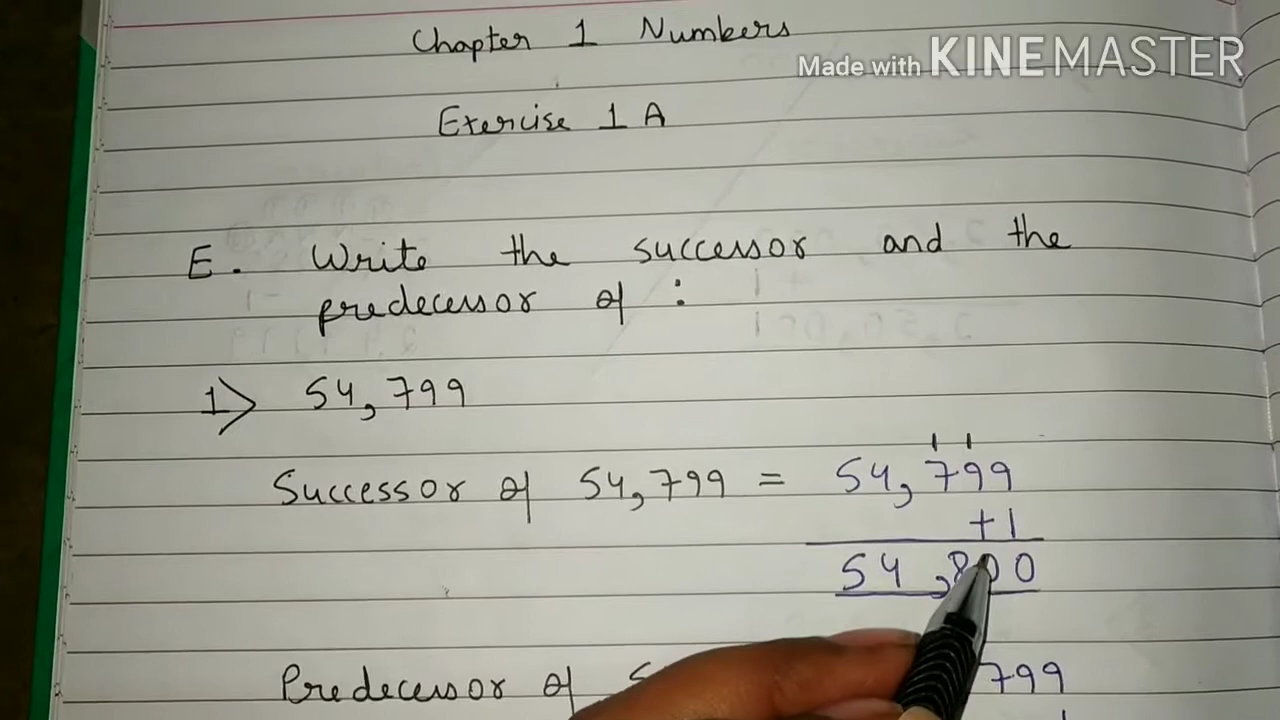 Chapter 1 Numbers
Made with KINEMASTER
Exercise 1 A
E. Write the successor and the
predecessor of :
1> 54,799
Successor of 54,799 = 54,799
+1
54,800
Predecessor of 799